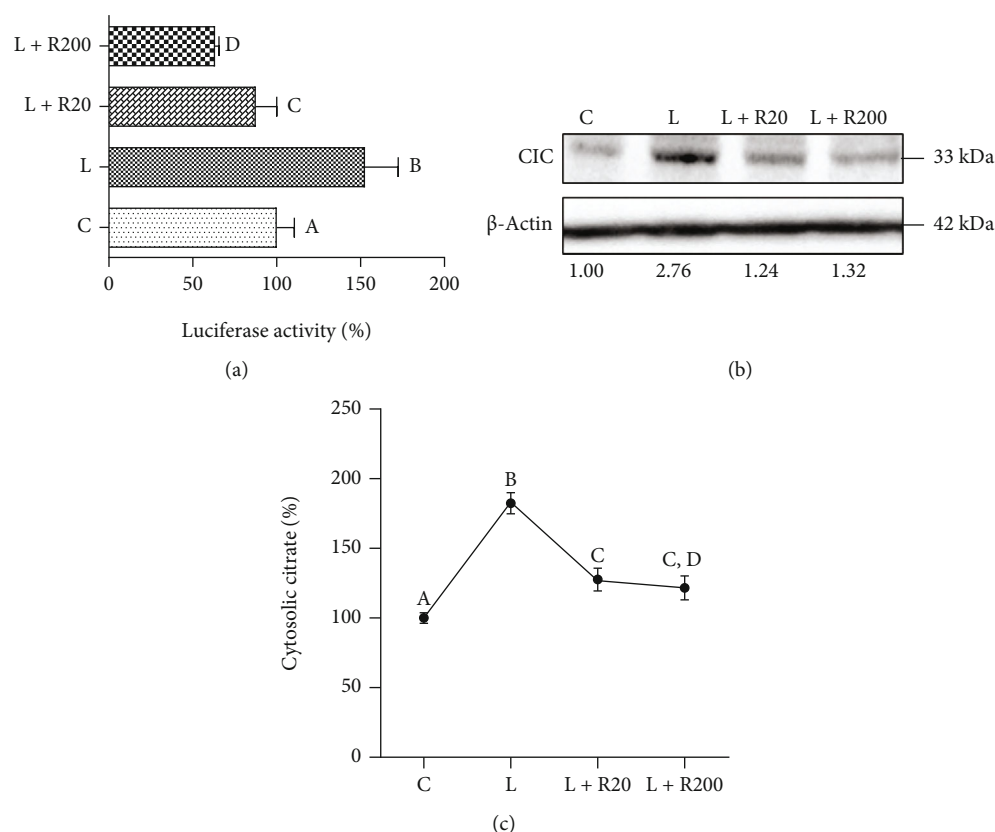 L + R200
D
L + R20
C
L
B
C
A
0 50 100 150 200
Luciferase activity (%)
(a)
C L L + R20 L + R200
CIC 33 kDa
β-Actin 42 kDa
1.00 2.76 1.24 1.32
(b)
250
200
150
100
50
0
Cytosolic citrate (%)
A
B
C
C, D
C L L + R20 L + R200
(c)